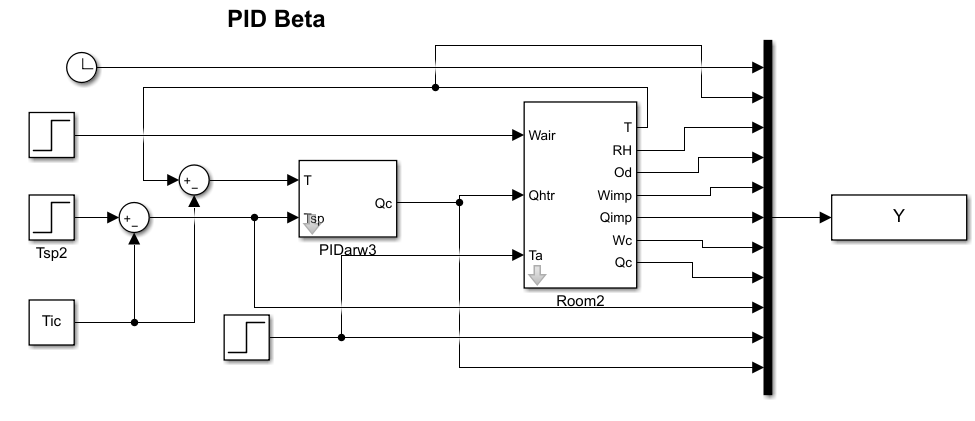 PID Beta
Wair
T
RH
Od
Qhtr
Wimp
Qimp
Ta
Wc
Qc
Room2
T
Qc
Tsp
PIDarw3
Tsp2
Tic
Y
+
−
+
−